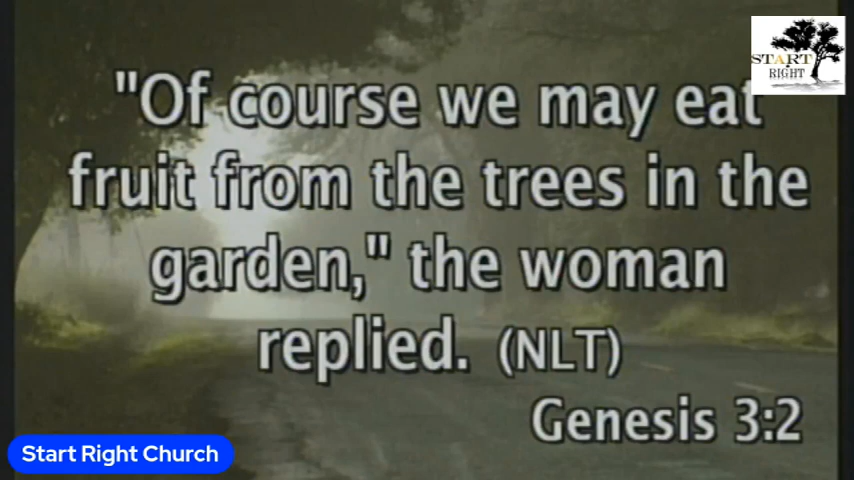 START
RIGHT
"Of course we may eat
fruit from the trees in the
garden," the woman
replied. (NLT)
Genesis 3:2
Start Right Church